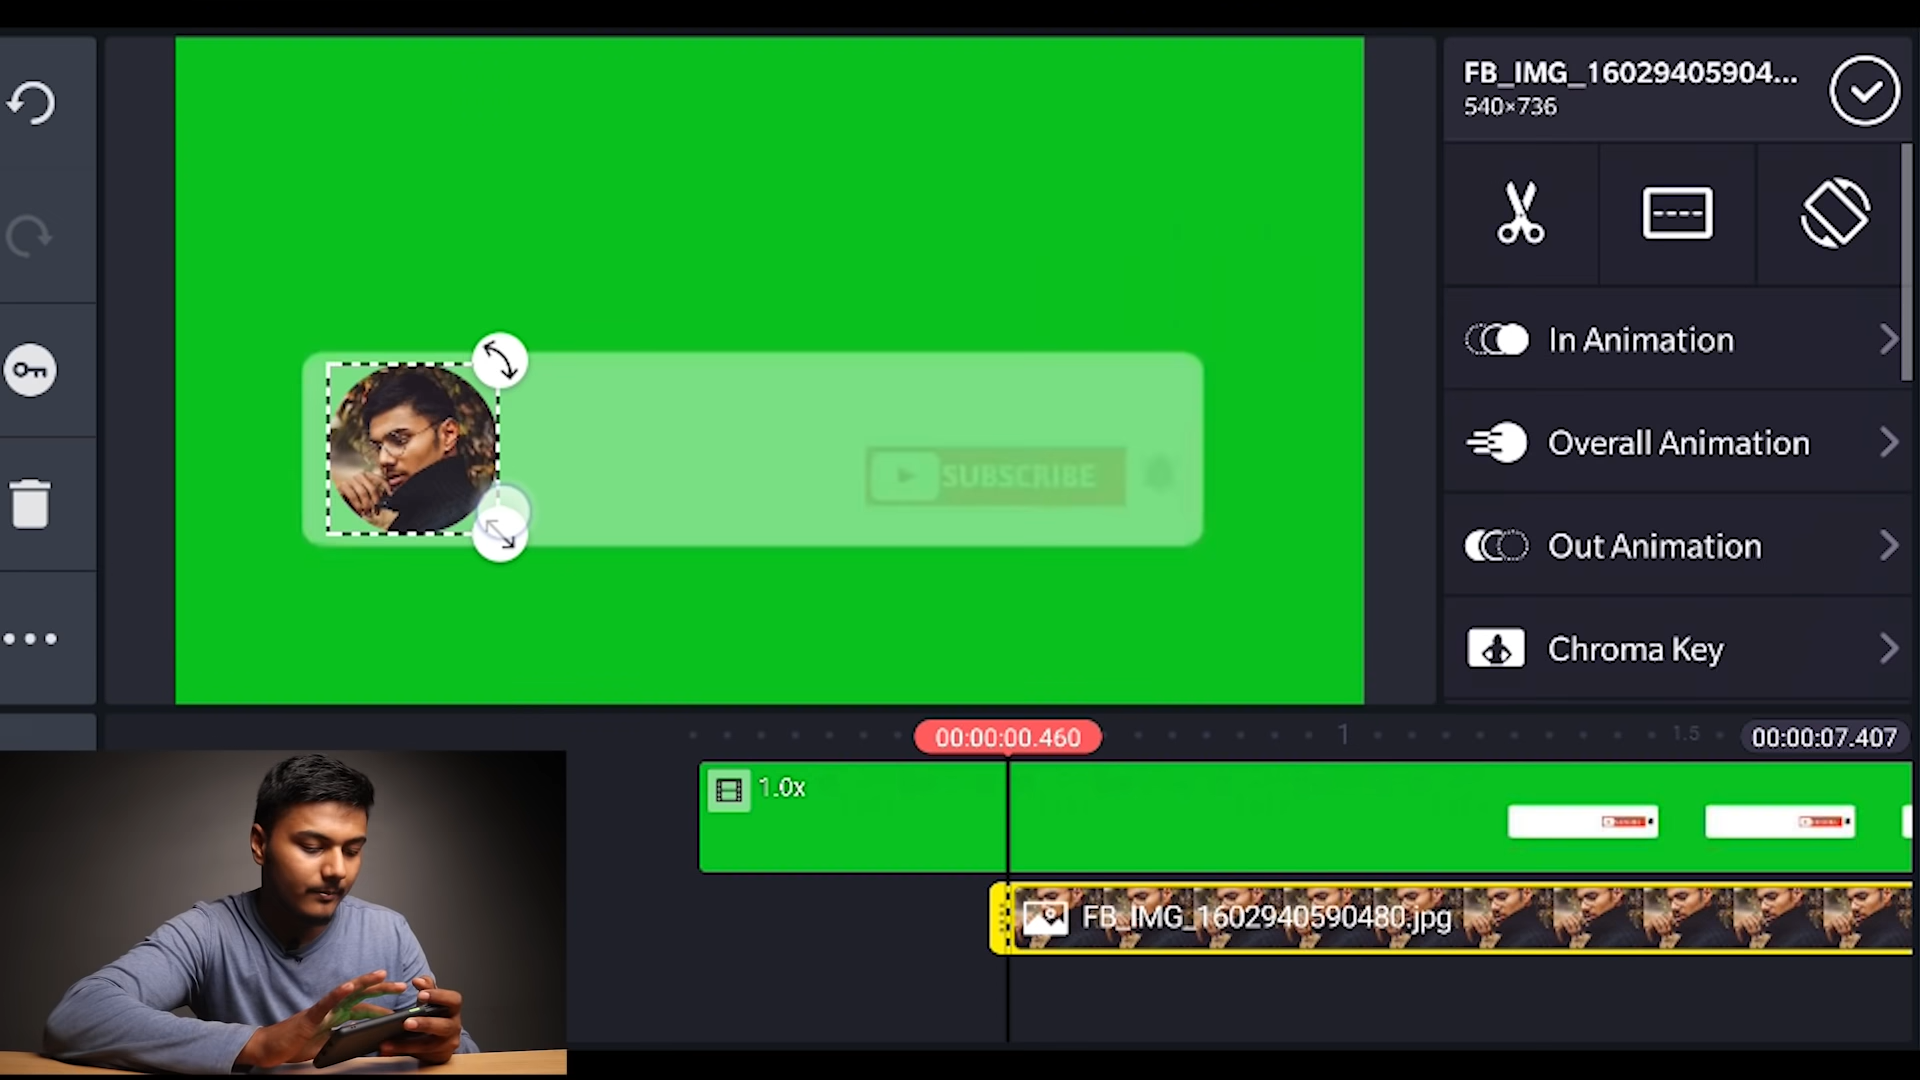 FB_IMG_16029405904...
540×736
In Animation
Overall Animation
Out Animation
Chroma Key
SUBSCRIBE
00:00:00.460
1
1.5
00:00:07.407
1.0x
FB_IMG_1602940590480.jpg